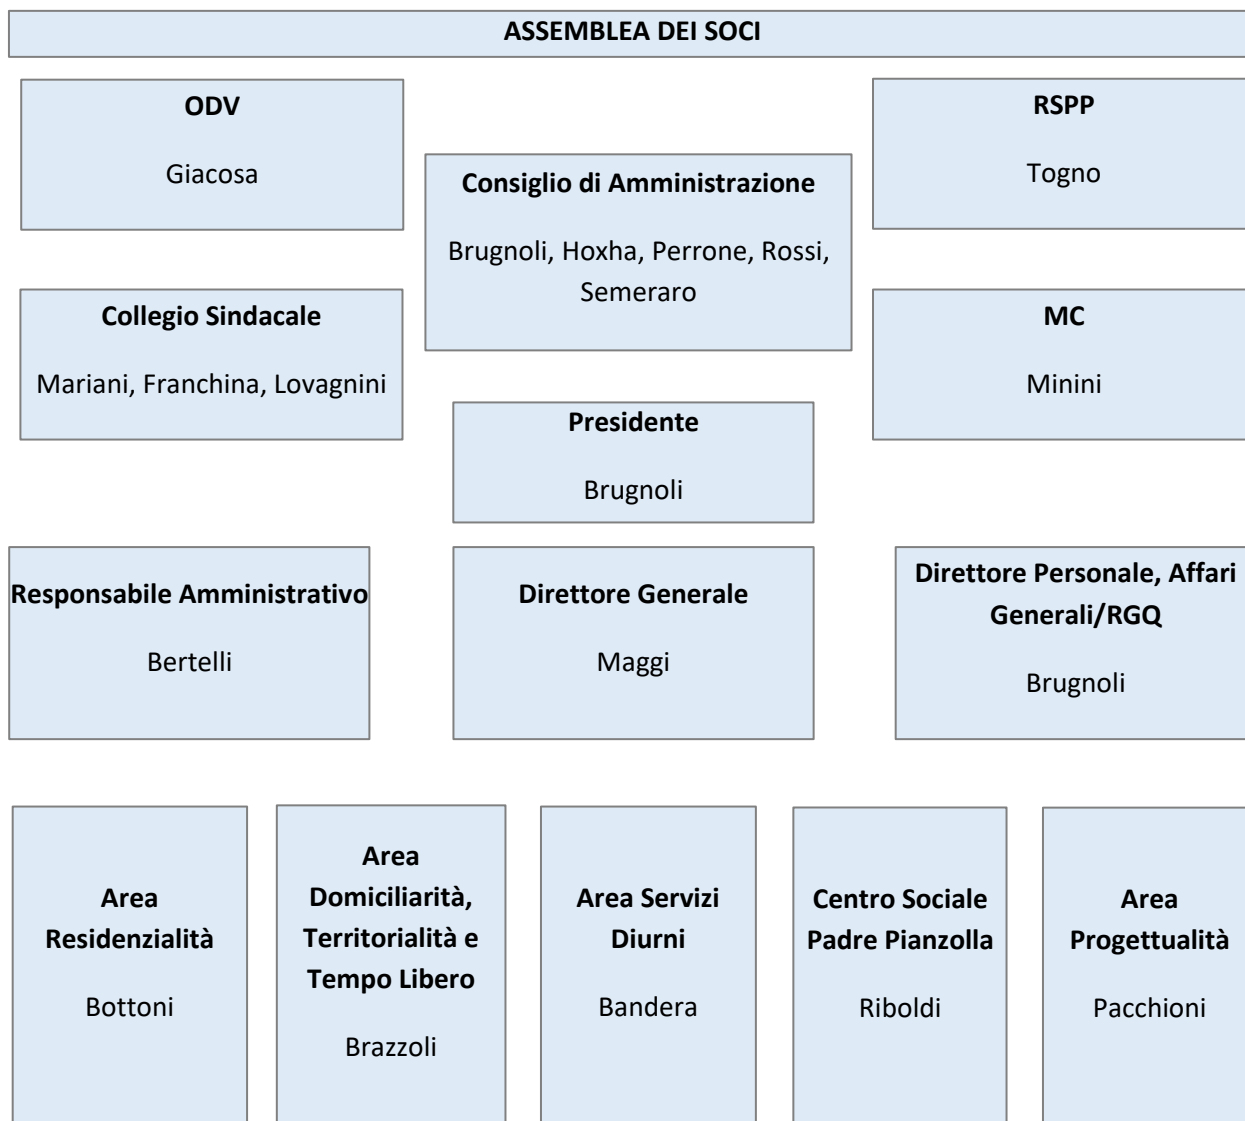 ASSEMBLEA DEI SOCI
ODV
Giacosa
RSPP
Togno
Consiglio di Amministrazione
Brugnoli, Hoxha, Perrone, Rossi,
Semeraro
Collegio Sindacale
Mariani, Franchina, Lovagnini
MC
Minini
Presidente
Brugnoli
Responsabile Amministrativo
Bertelli
Direttore Generale
Maggi
Direttore Personale, Affari
Generali/RGQ
Brugnoli
Area
Residenzialità
Bottoni
Area
Domiciliarità,
Territorialità e
Tempo Libero
Brazzoli
Area Servizi
Diurni
Bandera
Centro Sociale
Padre Pianzolla
Riboldi
Area
Progettualità
Pacchioni